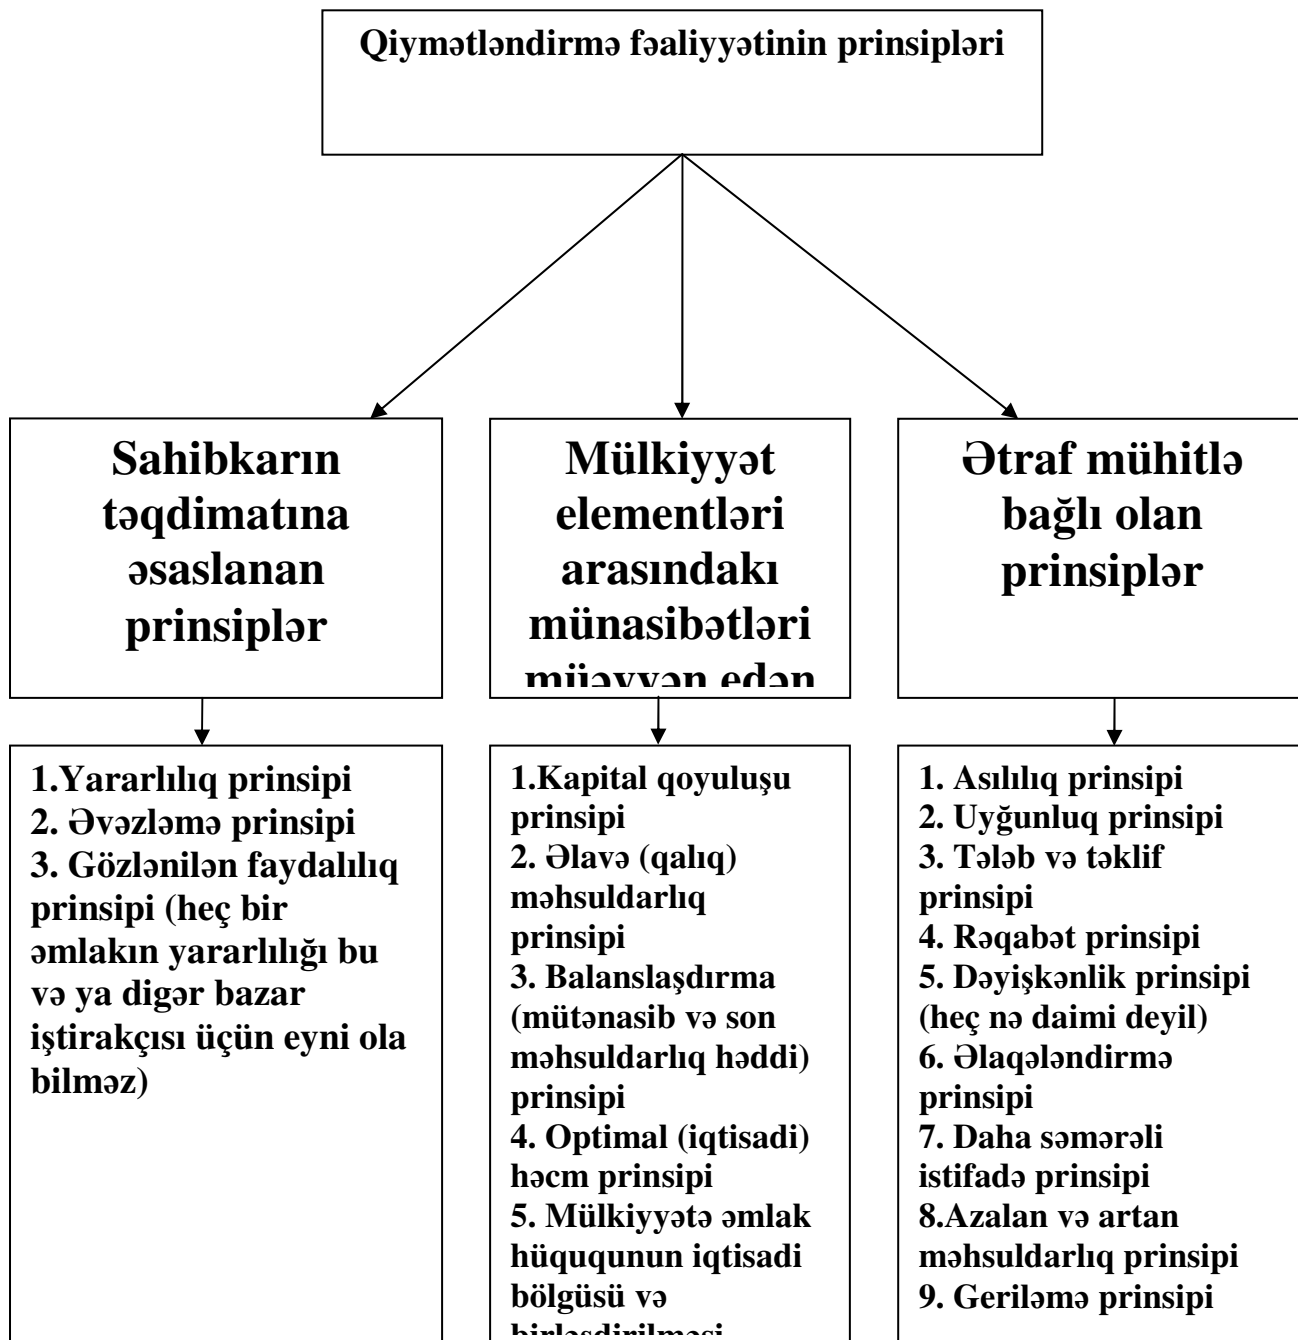 Qiymətləndirmə fəaliyyətinin prinsipləri
Sahibkarın
təqdimatına
əsaslanan
prinsiplər
Mülkiyyət
elementləri
arasındakı
münasibətləri
müəyyən edən
Ətraf mühitlə
bağlı olan
prinsiplər
1.Yararlılıq prinsipi
2. Əvəzləmə prinsipi
3. Gözlənilən faydalılıq
prinsipi (heç bir
əmlakın yararlılığı bu
və ya digər bazar
iştirakçısı üçün eyni ola
bilməz)
1.Kapital qoyuluşu
prinsipi
2. Əlavə (qalıq)
məhsuldarlıq
prinsipi
3. Balanslaşdırma
(mütənasib və son
məhsuldarlıq həddi)
prinsipi
4. Optimal (iqtisadi)
həcm prinsipi
5. Mülkiyyətə əmlak
hüququnun iqtisadi
bölgüsü və
birləşdirilməsi
1. Asılılıq prinsipi
2. Uyğunluq prinsipi
3. Tələb və təklif
prinsipi
4. Rəqabət prinsipi
5. Dəyişkənlik prinsipi
(heç nə daimi deyil)
6. Əlaqələndirmə
prinsipi
7. Daha səmərəli
istifadə prinsipi
8.Azalan və artan
məhsuldarlıq prinsipi
9. Geriləmə prinsipi